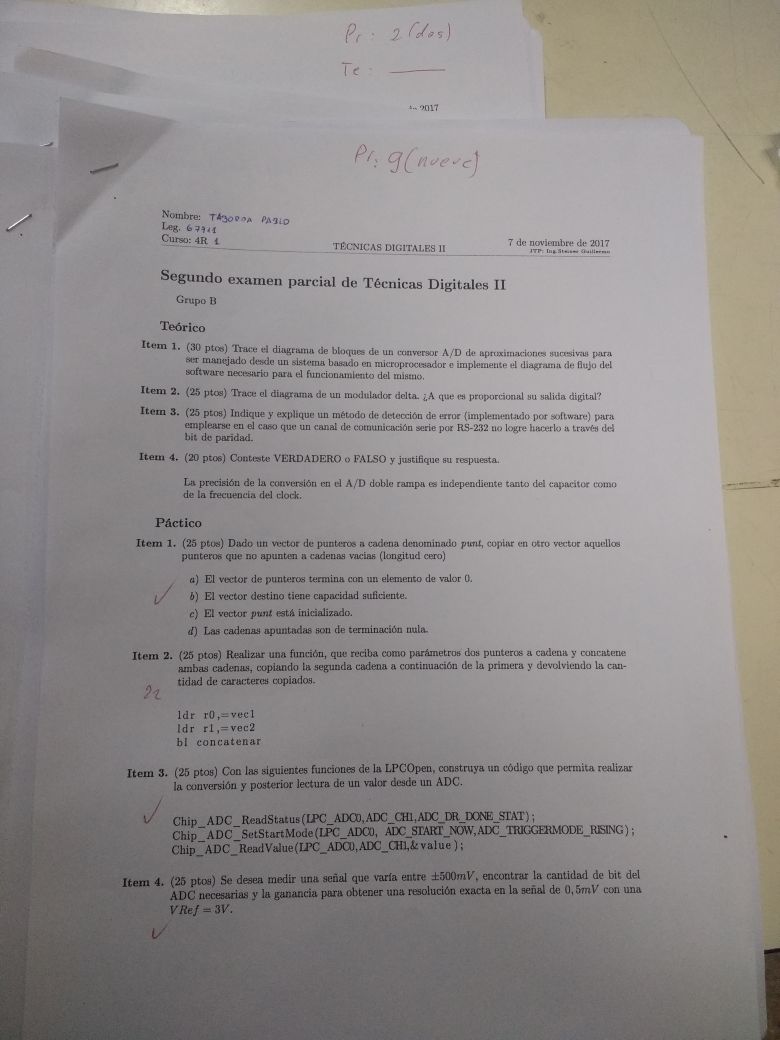 Pr: 2 (dos)
Te:
2017
Pr: 9 (nueve)
Nombre: TABORDA PABLO
Leg.
Curso: 4R 1
TÉCNICAS DIGITALES II
7 de noviembre de 2017
JTP: Ing. Steiner Guillermo
Segundo examen parcial de Técnicas Digitales II
Grupo B
Teórico
Item 1. (30 ptos) Trace el diagrama de bloques de un conversor A/D de aproximaciones sucesivas para
ser manejado desde un sistema basado en microprocesador e implemente el diagrama de flujo del
software necesario para el funcionamiento del mismo.
Item 2. (25 ptos) Trace el diagrama de un modulador delta. ¿A que es proporcional su salida digital?
Item 3. (25 ptos) Indique y explique un método de detección de error (implementado por software) para
emplearse en el caso que un canal de comunicación serie por RS-232 no logre hacerlo a través del
bit de paridad.
Item 4. (20 ptos) Conteste VERDADERO o FALSO y justifique su respuesta.
La precisión de la conversión en el A/D doble rampa es independiente tanto del capacitor como
de la frecuencia del clock.
Páctico
Item 1. (25 ptos) Dado un vector de punteros a cadena denominado punt, copiar en otro vector aquellos
punteros que no apunten a cadenas vacias (longitud cero)
a) El vector de punteros termina con un elemento de valor 0.
b) El vector destino tiene capacidad suficiente.
c) El vector punt está inicializado.
d) Las cadenas apuntadas son de terminación nula.
Item 2. (25 ptos) Realizar una función, que reciba como parámetros dos punteros a cadena y concatene
ambas cadenas, copiando la segunda cadena a continuación de la primera y devolviendo la can-
tidad de caracteres copiados.
22
ldr r0,=vec1
ldr r1,=vec2
bl concatenar
Item 3. (25 ptos) Con las siguientes funciones de la LPCOpen, construya un código que permita realizar
la conversión y posterior lectura de un valor desde un ADC.
Chip_ADC_ReadStatus(LPC_ADC0,ADC_CH1,ADC_DR_DONE_STAT);
Chip_ADC_SetStartMode(LPC_ADC0, ADC_START_NOW,ADC_TRIGGERMODE_RISING);
Chip_ADC_ReadValue(LPC_ADC0,ADC_CH1,&value);
Item 4. (25 ptos) Se desea medir una señal que varía entre ±500mV, encontrar la cantidad de bit del
ADC necesarias y la ganancia para obtener una resolución exacta en la señal de 0,5mV con una
VRef = 3V.